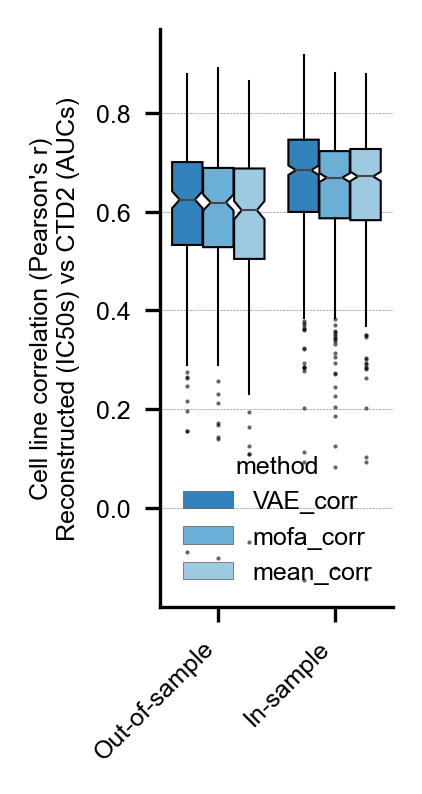 Cell line correlation (Pearson's r)
Reconstructed (IC50s) vs CTD2 (AUCs)
0.8
0.6
0.4
0.2
0.0
method
VAE_corr
mofa_corr
mean_corr
Out-of-sample
In-sample